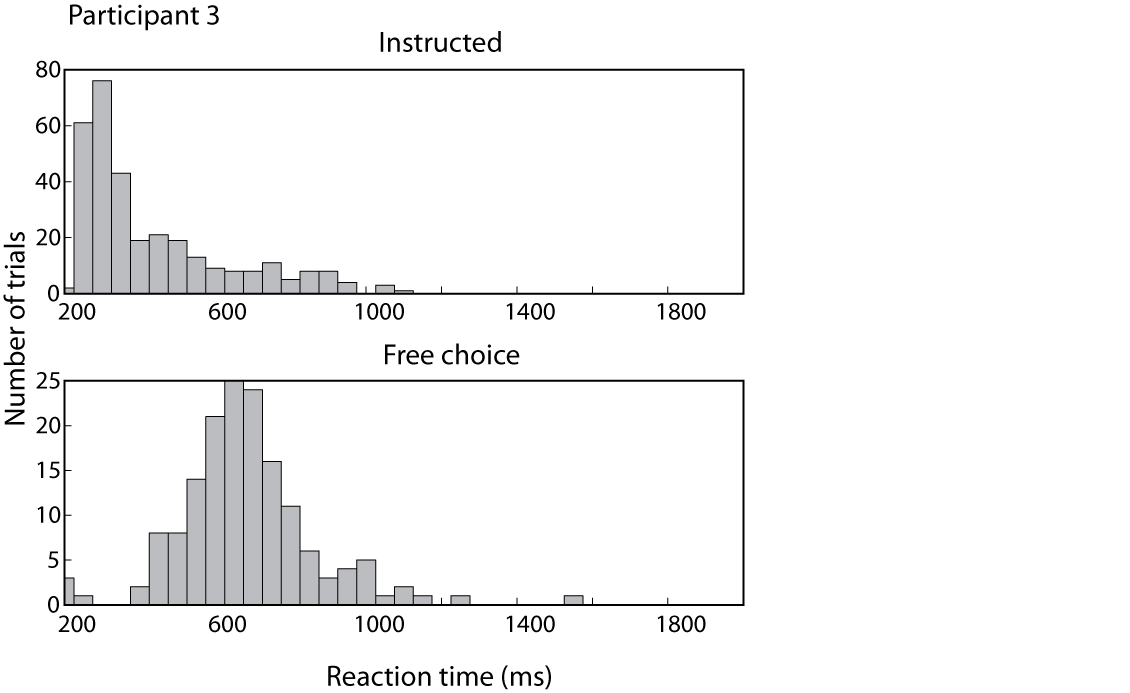 Participant 3
Instructed
80
60
40
20
0
200 600 1000 1400 1800
Number of trials
Free choice
25
20
15
10
5
0
200 600 1000 1400 1800
Reaction time (ms)